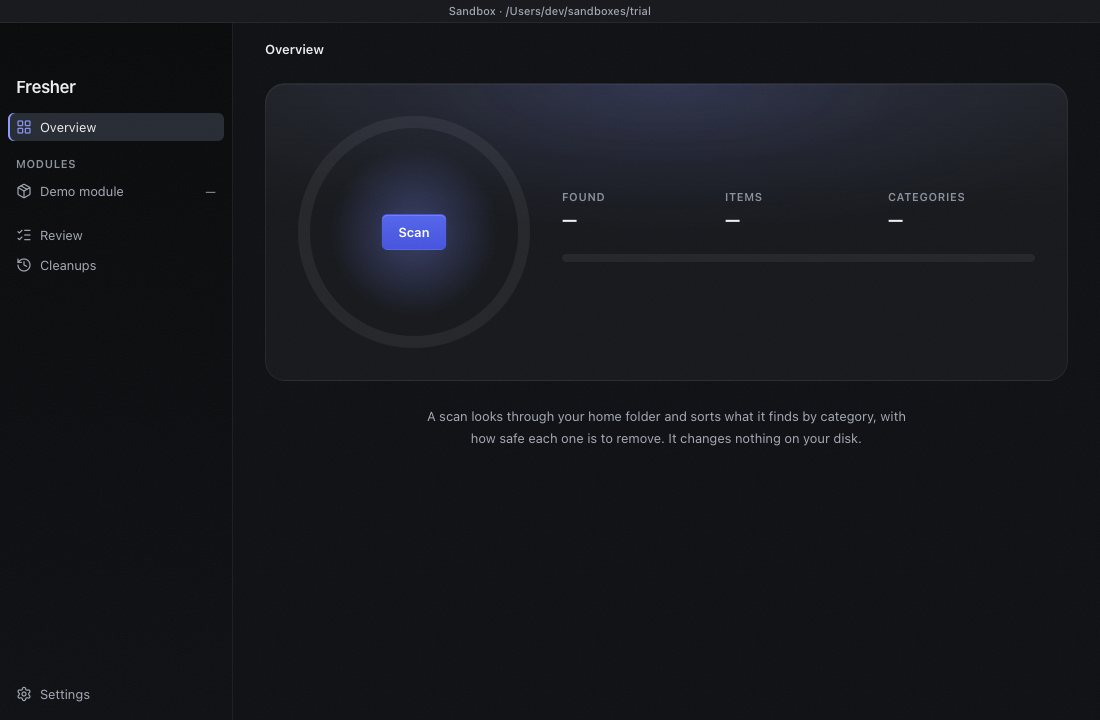 Sandbox · /Users/dev/sandboxes/trial
Fresher
Overview
MODULES
Demo module —
Review
Cleanups
Settings
Overview
Scan
FOUND ITEMS CATEGORIES
— — —
A scan looks through your home folder and sorts what it finds by category, with
how safe each one is to remove. It changes nothing on your disk.